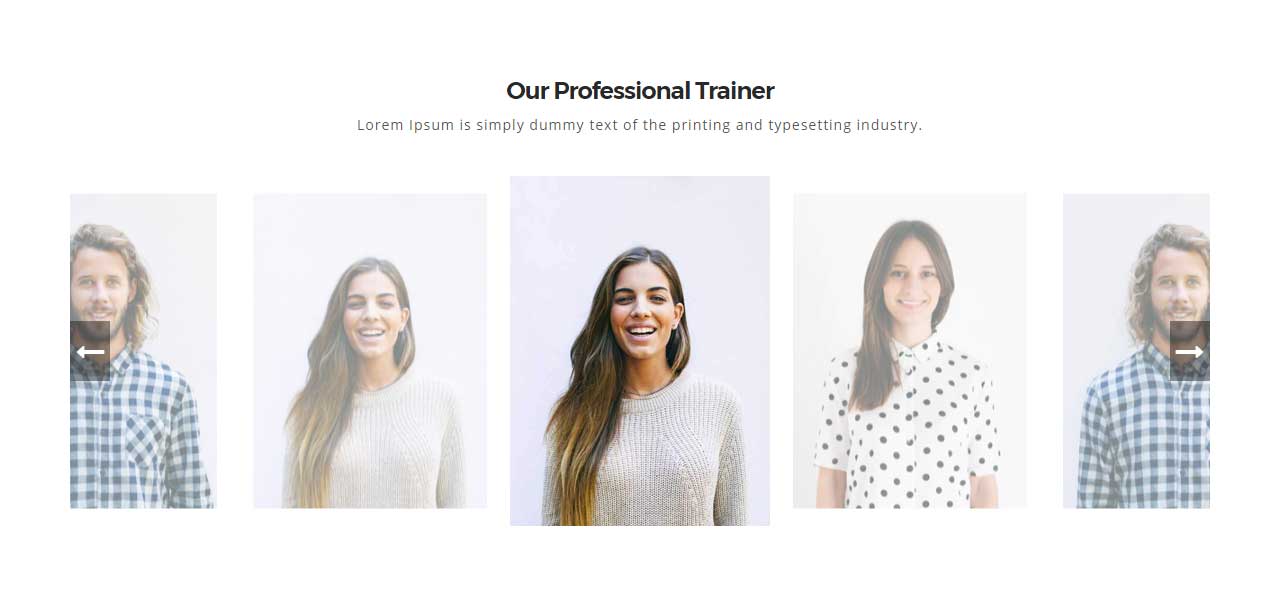 Our Professional Trainer
Lorem Ipsum is simply dummy text of the printing and typesetting industry.